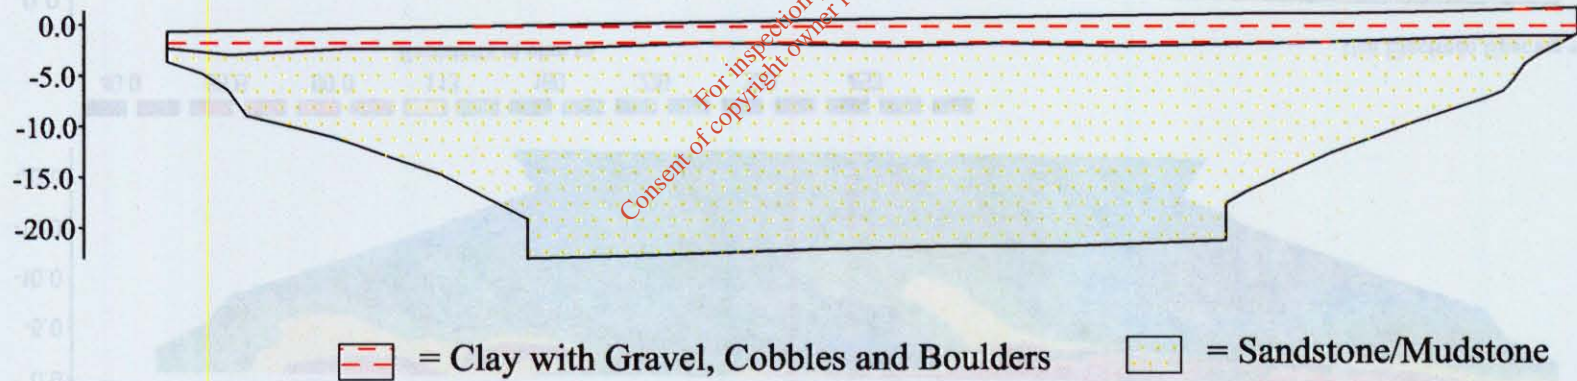 0.0
-5.0
-10.0
-15.0
-20.0
For inspection
Consent of copyright owner
= Clay with Gravel, Cobbles and Boulders
= Sandstone/Mudstone